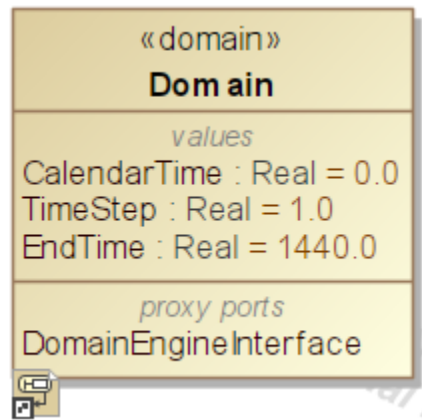 «domain»
Domain
values
CalendarTime : Real = 0.0
TimeStep : Real = 1.0
EndTime : Real = 1440.0
proxy ports
DomainEngineInterface